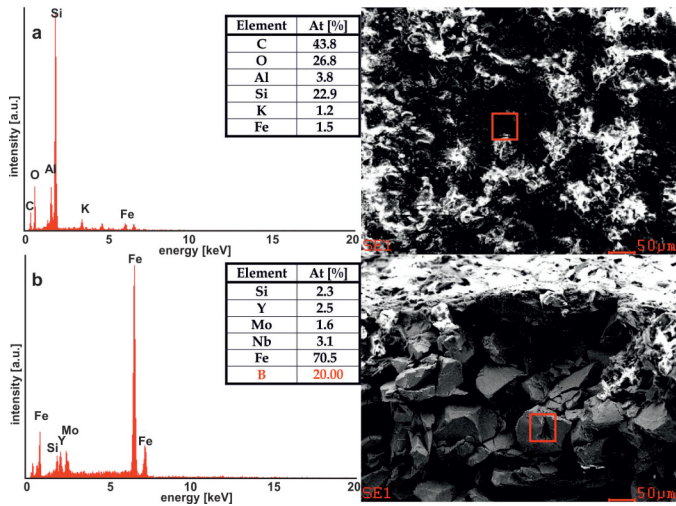 a
Si
O
Al
C
K
Fe
intensity [a.u.]
0 5 10 15 20
energy [keV]
Element At [%]
C 43.8
O 26.8
Al 3.8
Si 22.9
K 1.2
Fe 1.5
SE1 50µm
b
Fe
Fe
Mo
Y
Si
Fe
intensity [a.u.]
0 5 10 15 20
energy [keV]
Element At [%]
Si 2.3
Y 2.5
Mo 1.6
Nb 3.1
Fe 70.5
B 20.00
SE1 50µm